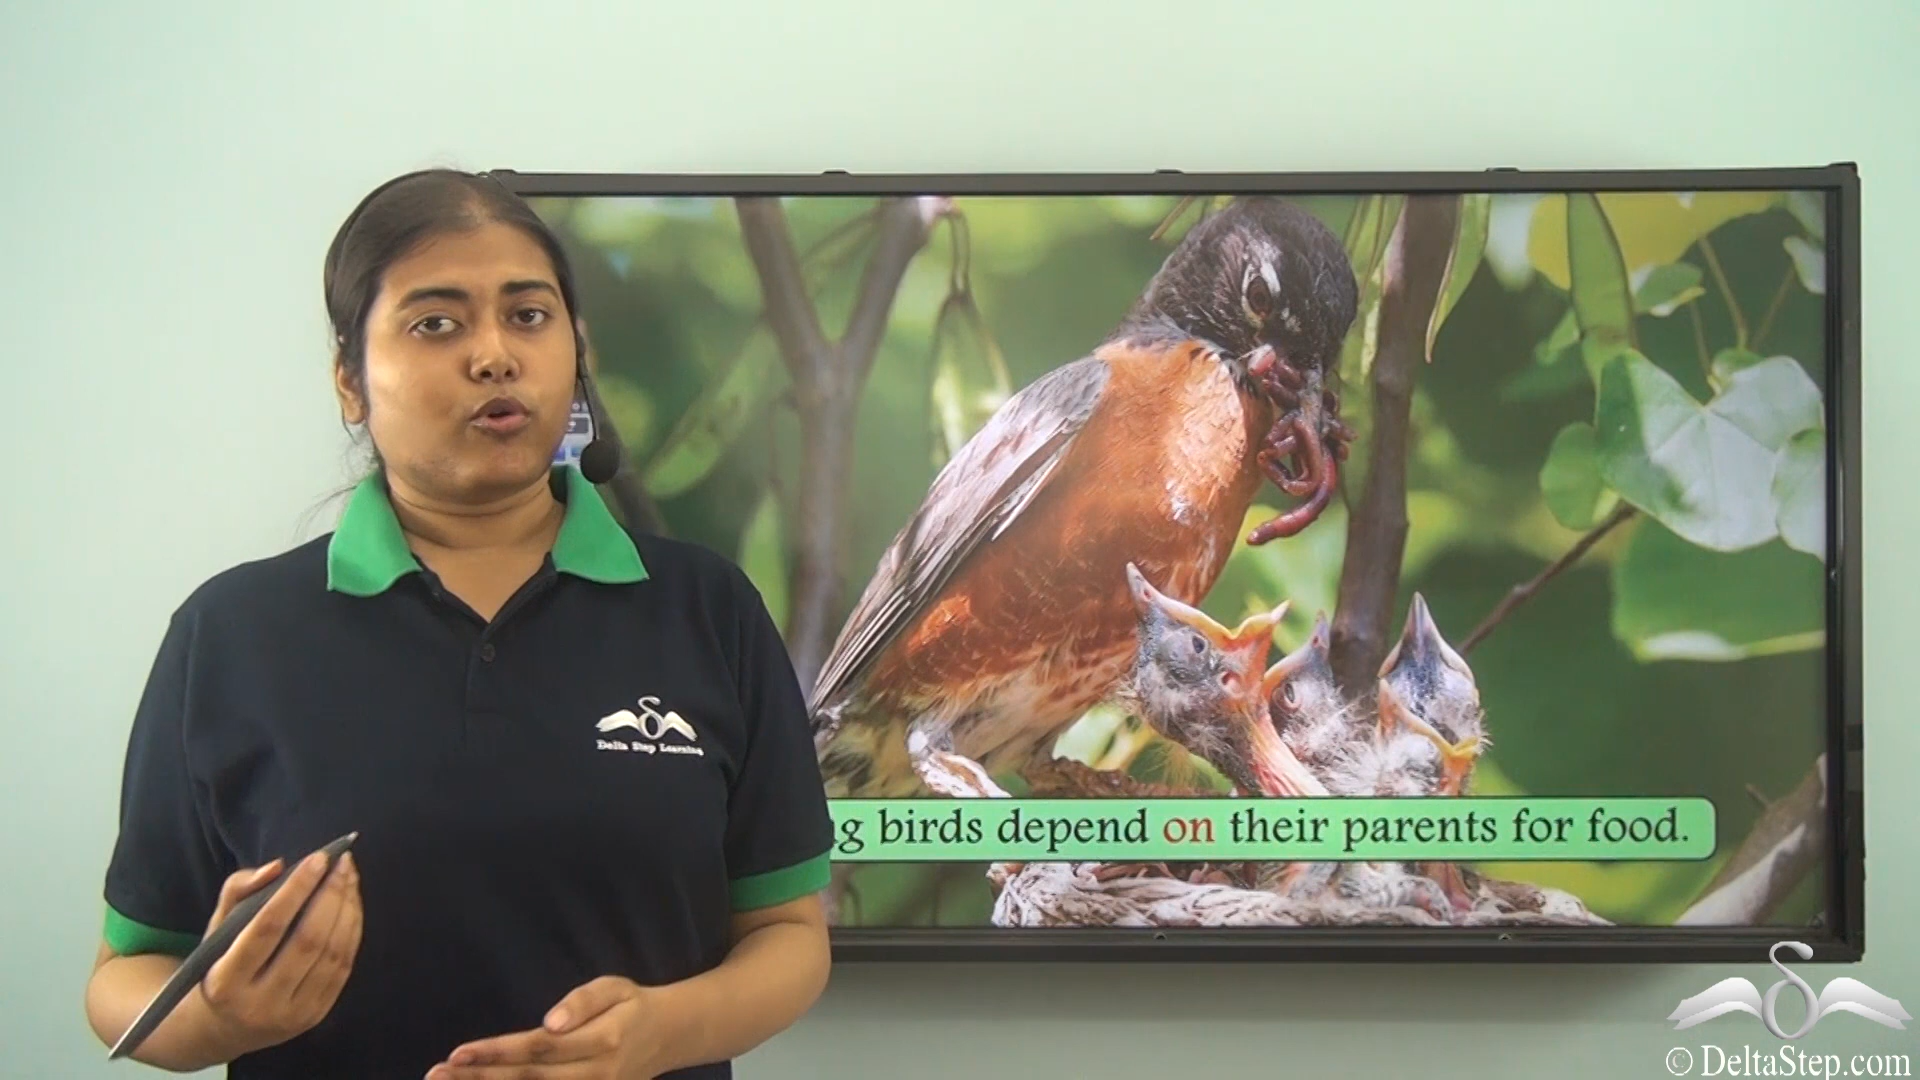 Delta Step Learning
birds depend on their parents for food.
© DeltaStep.com